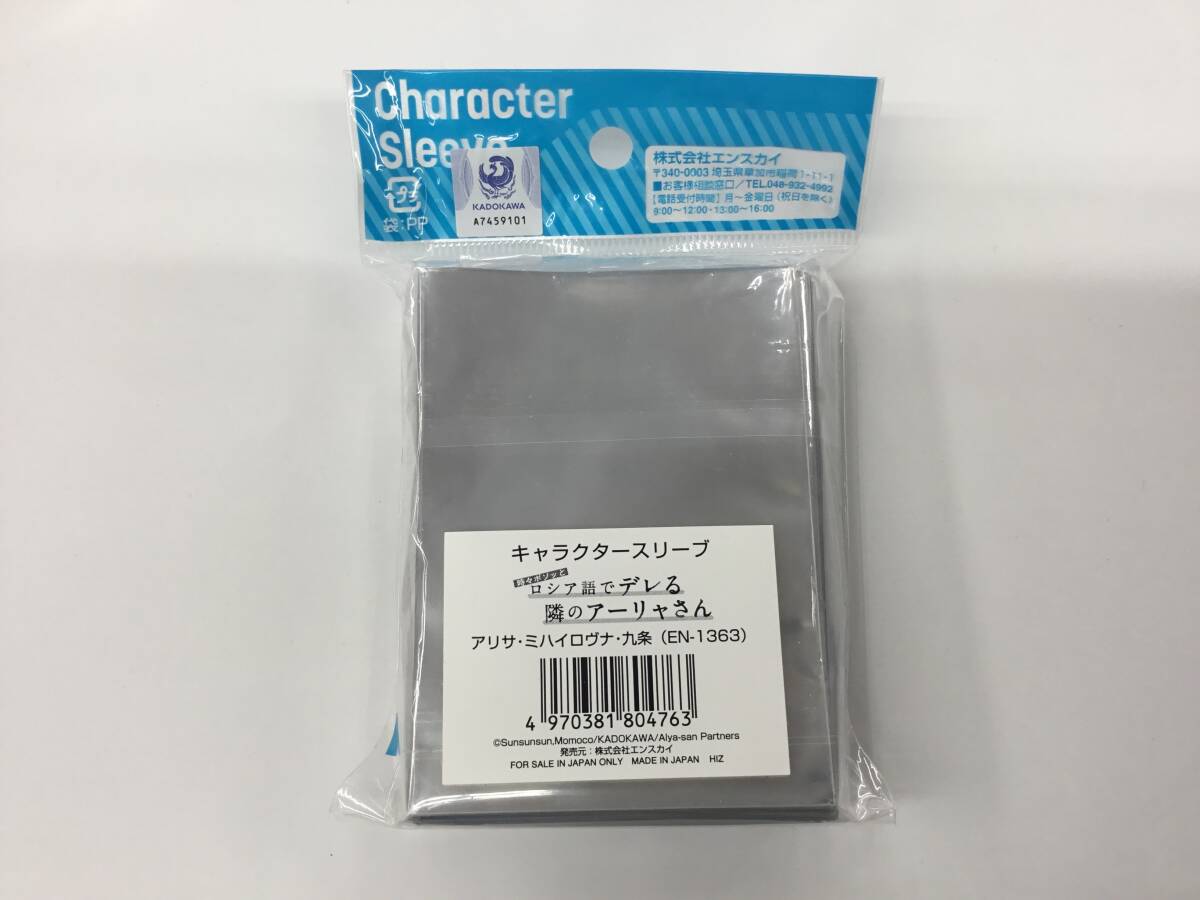 Character
Sleeve
プラ
袋:PP
KADOKAWA
A7459101
株式会社エンスカイ
〒340-0003 埼玉県草加市稲荷1-11-1
■お客様相談窓口/TEL.048-932-4992
【電話受付時間】月〜金曜日(祝日を除く)
9:00〜12:00・13:00〜16:00
キャラクタースリーブ
時々ボソッと
ロシア語でデレる
隣のアーリャさん
アリサ・ミハイロヴナ・九条(EN-1363)
4 970381 804763
©Sunsunsun,Momoco/KADOKAWA/Alya-san Partners
発売元:株式会社エンスカイ
FOR SALE IN JAPAN ONLY MADE IN JAPAN HIZ